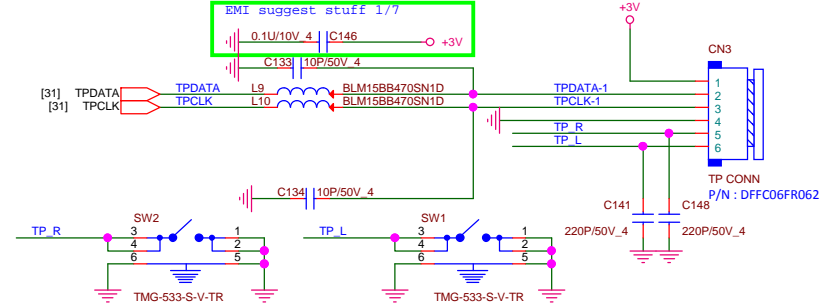 EMI suggest stuff 1/7
+3V
0.1U/10V_4 C146 +3V
CN3
C133 10P/50V_4
[31] TPDATA TPDATA L9 BLM15BB470SN1D TPDATA-1 1
2
[31] TPCLK TPCLK L10 BLM15BB470SN1D TPCLK-1 3
4
TP_R 5
TP_L 6
TP CONN
P/N : DFFC06FR062
C134 10P/50V_4
C141 C148
220P/50V_4 220P/50V_4
SW2 SW1
TP_R 3 1 TP_L 3 1
4 2 4 2
6 5 6 5
TMG-533-S-V-TR TMG-533-S-V-TR